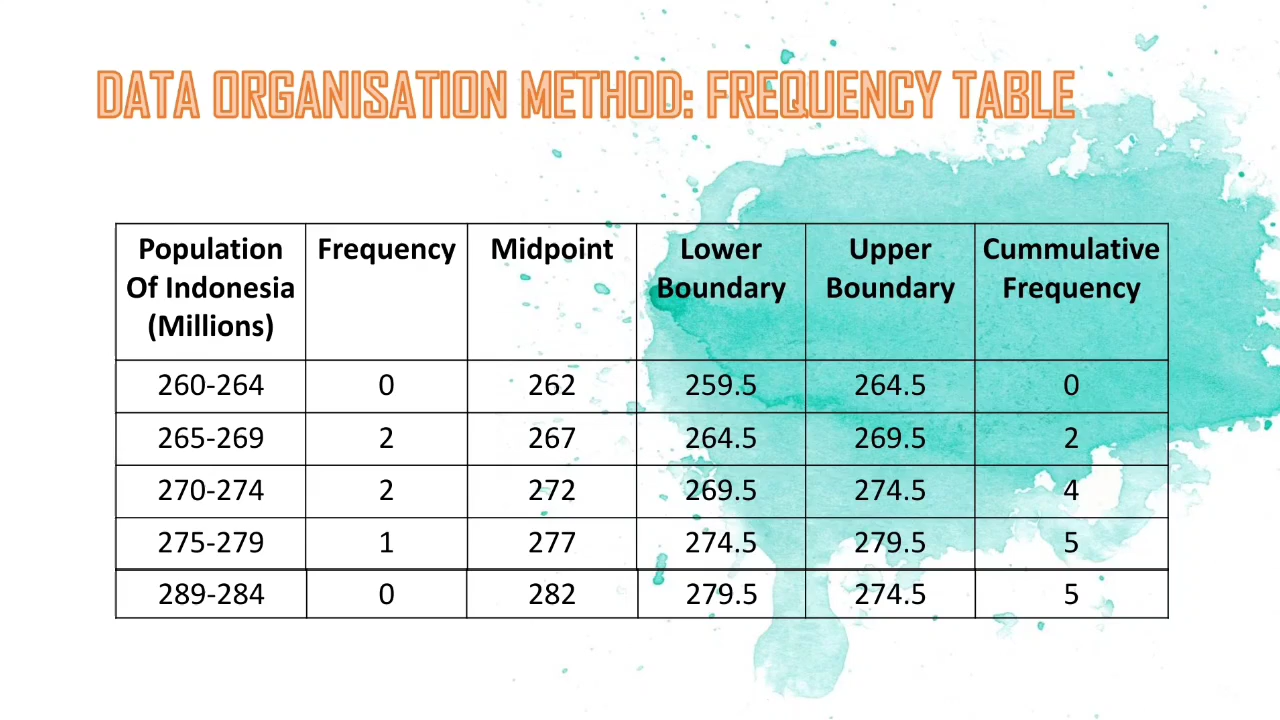 DATA ORGANISATION METHOD: FREQUENCY TABLE
Population Of Indonesia (Millions) Frequency Midpoint Lower Boundary Upper Boundary Cummulative Frequency
260-264 0 262 259.5 264.5 0
265-269 2 267 264.5 269.5 2
270-274 2 272 269.5 274.5 4
275-279 1 277 274.5 279.5 5
289-284 0 282 279.5 274.5 5